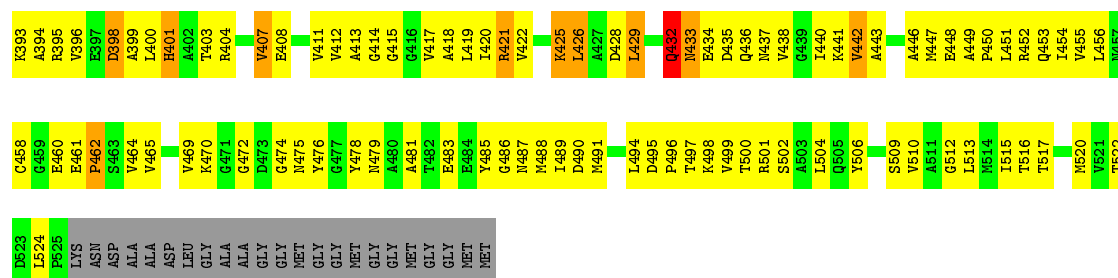 K393 A394 R395 V396 E397 D398 A399 L400 H401 A402 T403 R404 V407 E408 V411 V412 A413 G414 G415 G416 V417 A418 L419 I420 R421 V422 K425 L426 A427 D428 L429 Q432 N433 E434 D435 Q436 N437 V438 G439 I440 K441 V442 A443 A446 M447 E448 A449 P450 L451 R452 Q453 I454 V455 L456 N457
C458 G459 E460 E461 P462 S463 V464 V465 V469 K470 G471 G472 D473 G474 N475 Y476 G477 Y478 N479 A480 A481 T482 E483 E484 Y485 G486 N487 M488 I489 D490 M491 L494 D495 P496 T497 K498 V499 T500 R501 S502 A503 L504 Q505 Y506 S509 V510 A511 G512 L513 M514 I515 T516 T517 M520 V521 T522
D523 L524 P525 LYS ASN ASP ALA ALA ASP LEU GLY ALA ALA GLY GLY MET GLY GLY MET GLY GLY MET MET